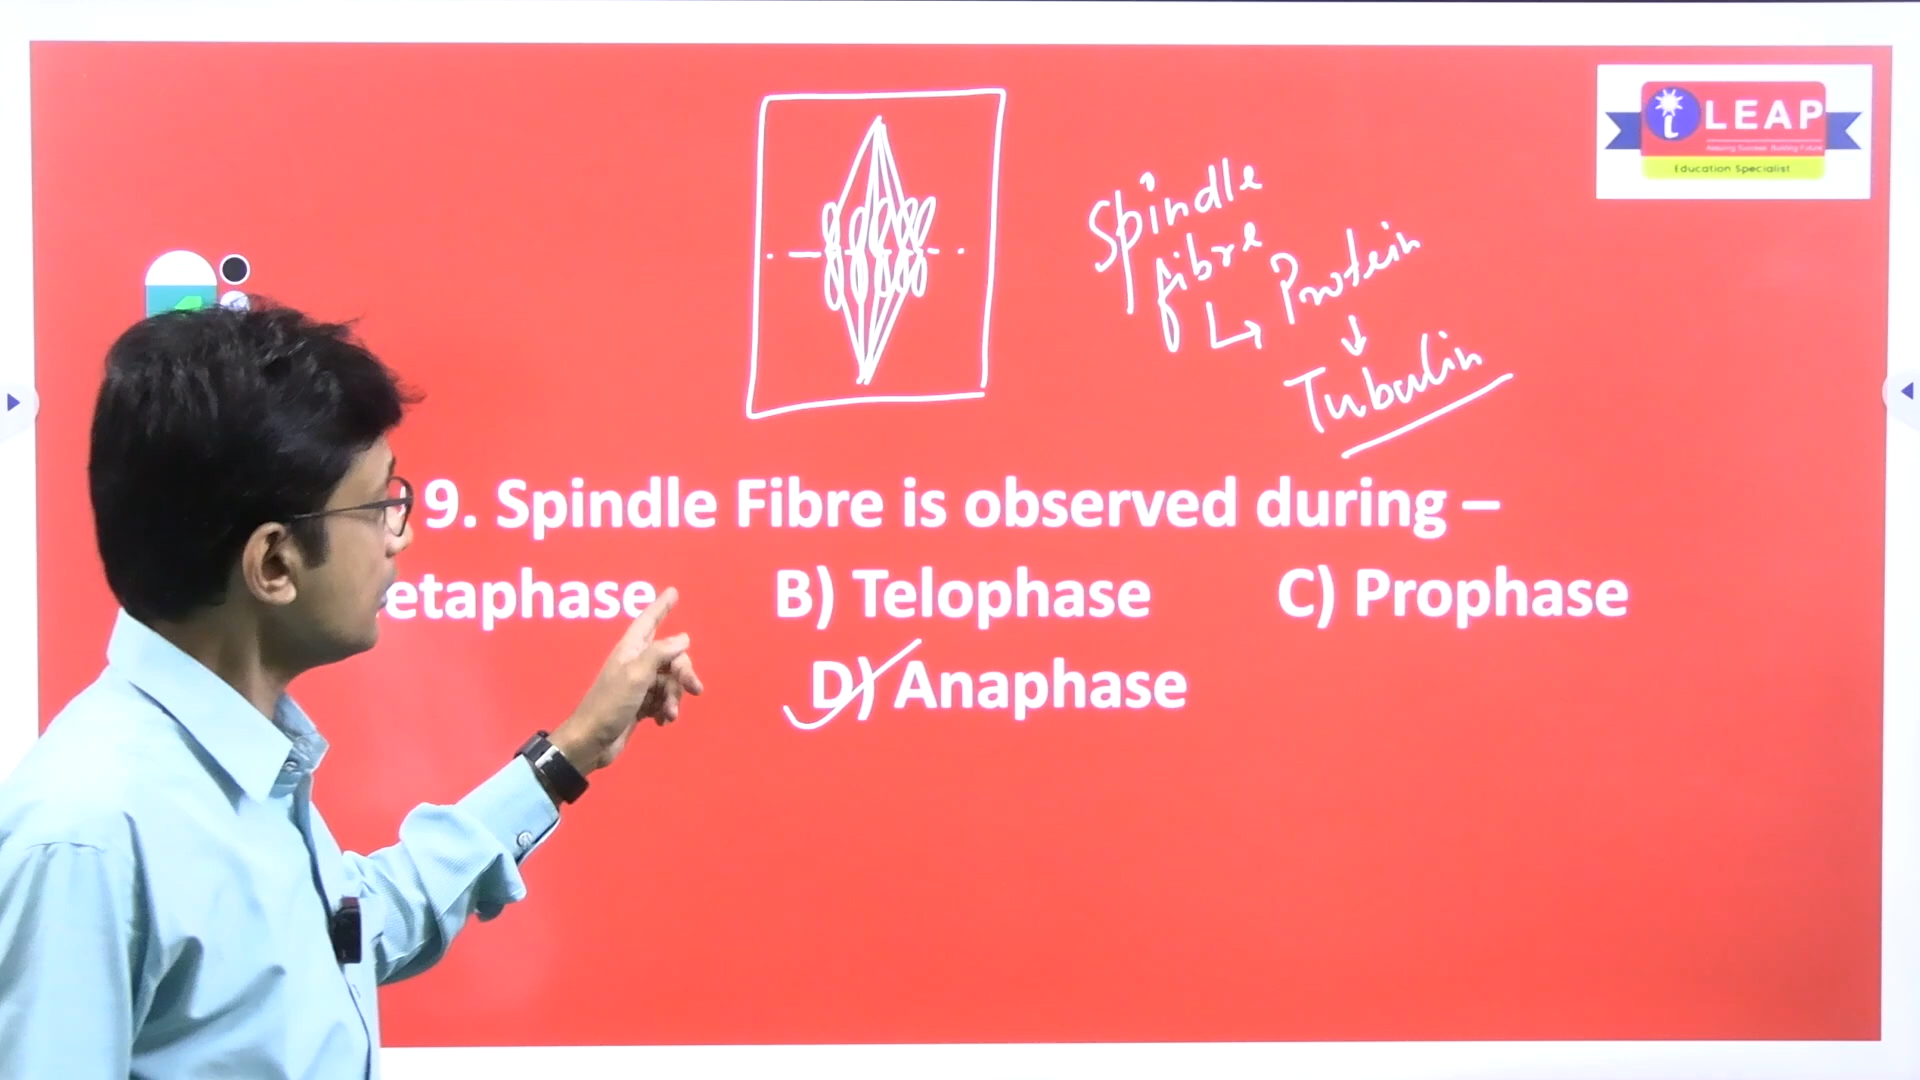 i LEAP
Education Specialist
Spindle
fibre
Protein
Tubulin
9. Spindle Fibre is observed during –
etaphase B) Telophase C) Prophase
D) Anaphase